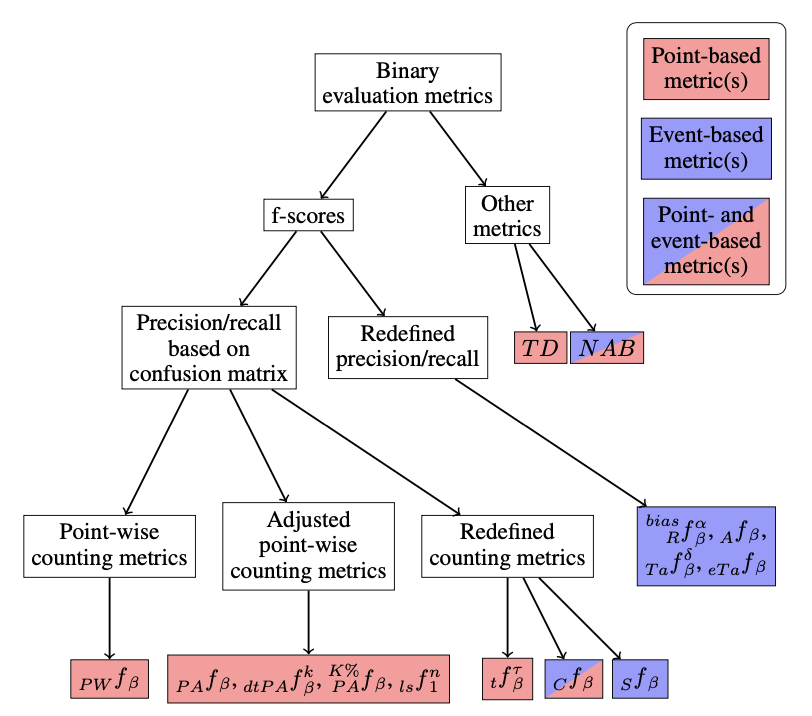 Binary
evaluation metrics
Point-based
metric(s)
Event-based
metric(s)
Point- and
event-based
metric(s)
f-scores
Other
metrics
Precision/recall
based on
confusion matrix
Redefined
precision/recall
TD
NAB
Point-wise
counting metrics
Adjusted
point-wise
counting metrics
Redefined
counting metrics
$^{bias}_{R}f^{\alpha}_{\beta}$, $_{A}f_{\beta}$,
$_{Ta}f^{\delta}_{\beta}$, $_{eTa}f_{\beta}$
$_{PW}f_{\beta}$
$_{PA}f_{\beta}$, $_{dtPA}f^{k}_{\beta}$, $^{K\%}_{PA}f_{\beta}$, $_{ls}f^{n}_{1}$
$_{t}f^{\tau}_{\beta}$
$_{C}f_{\beta}$
$_{S}f_{\beta}$